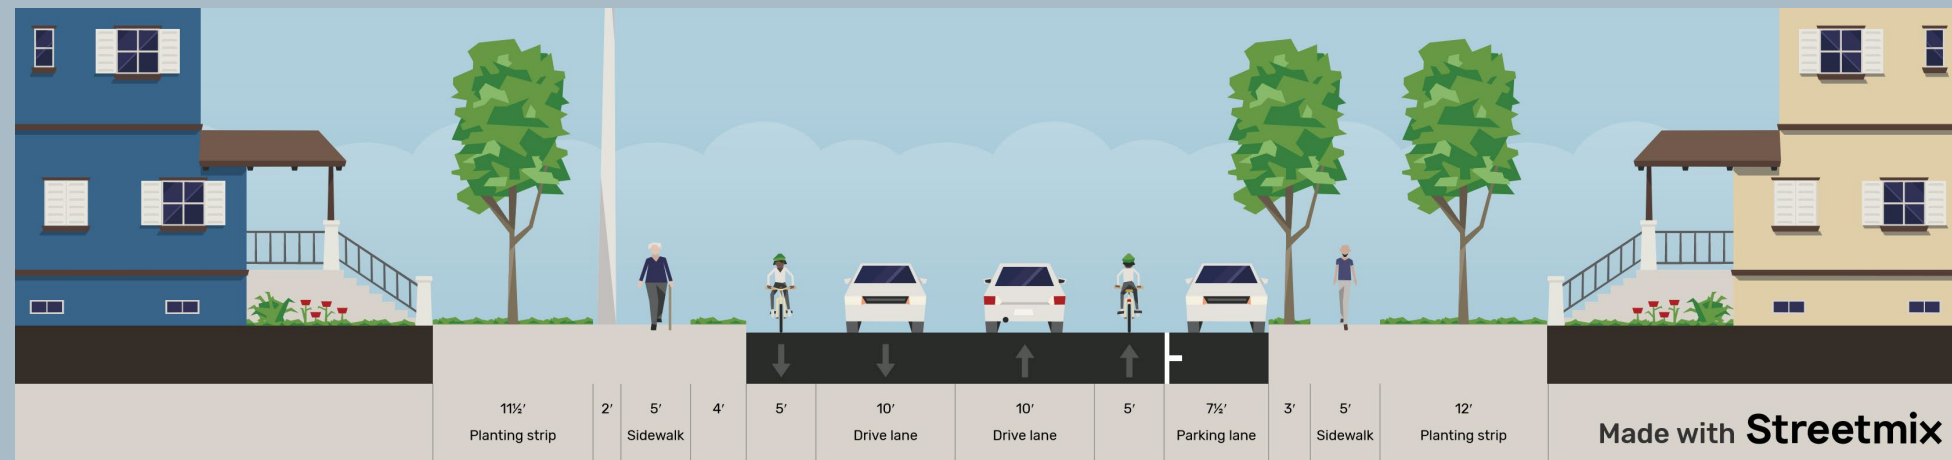 11½′ 2′ 5′ 4′ 5′ 10′ 10′ 5′ 7½′ 3′ 5′ 12′
Planting strip Sidewalk Drive lane Drive lane Parking lane Sidewalk Planting strip
Made with Streetmix